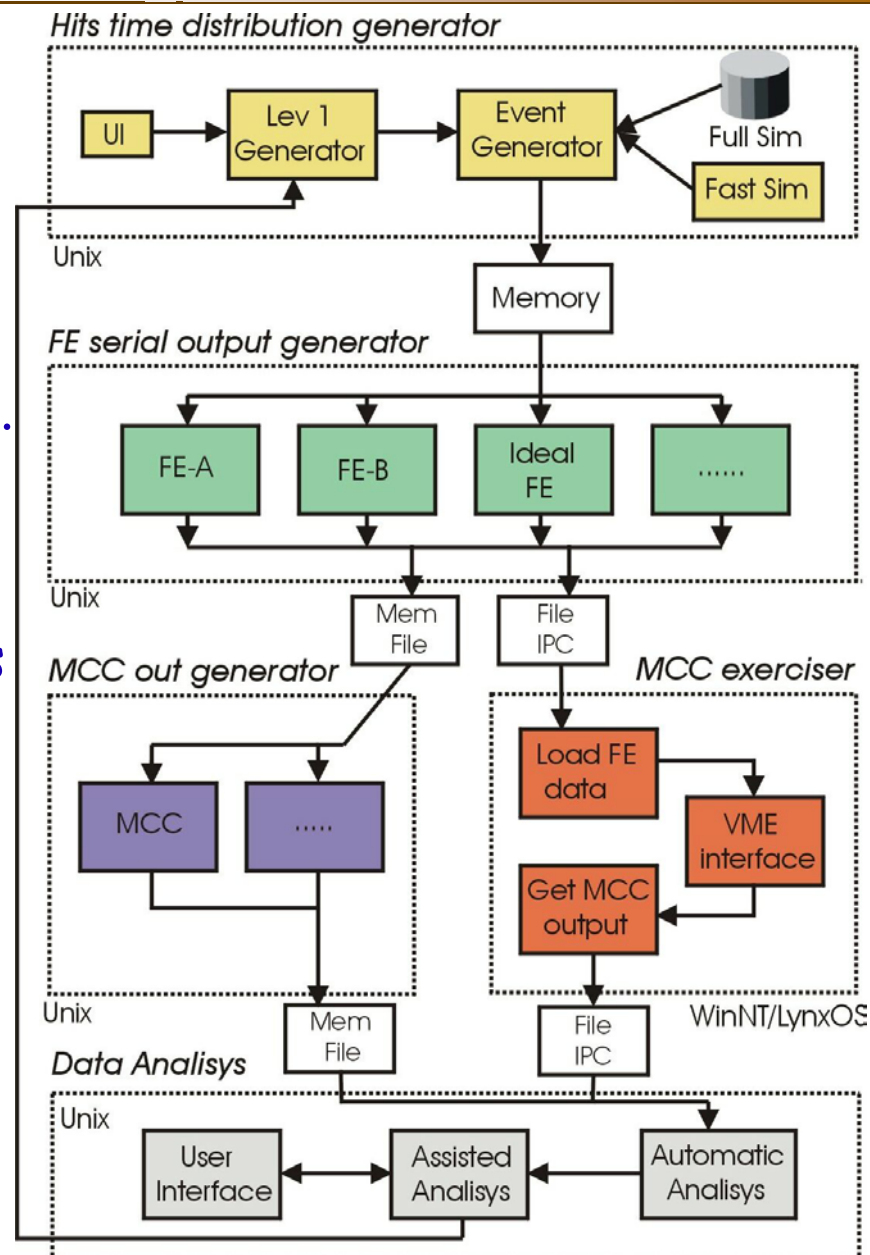 Hits time distribution generator
UI
Lev 1
Generator
Event
Generator
Full Sim
Fast Sim
Unix
Memory
FE serial output generator
FE-A
FE-B
Ideal
FE
......
Unix
Mem
File
File
IPC
MCC out generator
MCC exerciser
MCC
.....
Load FE
data
VME
interface
Get MCC
output
Unix
WinNT/LynxOS
Mem
File
File
IPC
Data Analisys
Unix
User
Interface
Assisted
Analisys
Automatic
Analisys